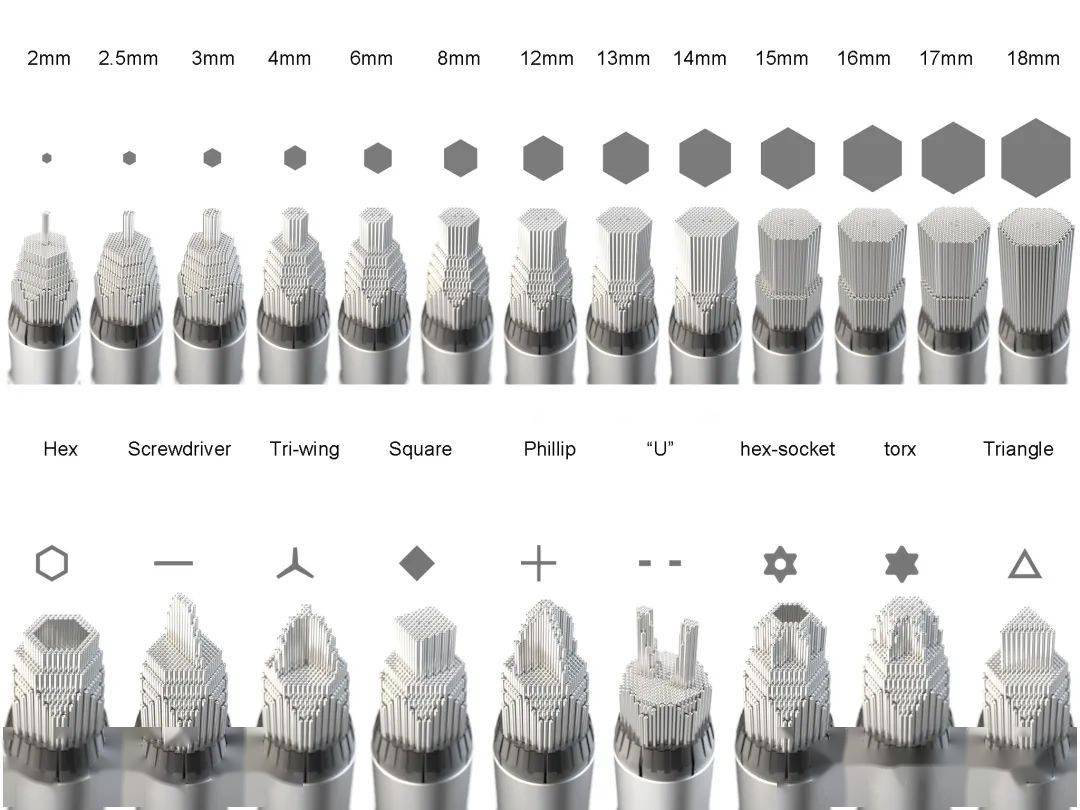 2mm 2.5mm 3mm 4mm 6mm 8mm 12mm 13mm 14mm 15mm 16mm 17mm 18mm
Hex Screwdriver Tri-wing Square Phillip “U” hex-socket torx Triangle